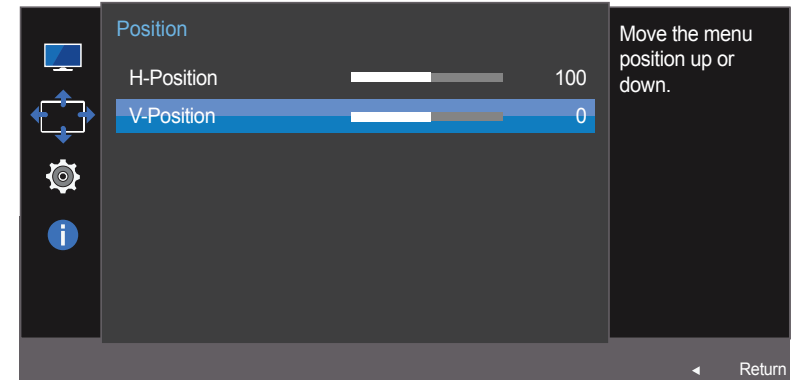 Position
H-Position 100
V-Position 0
Move the menu
position up or
down.
Return